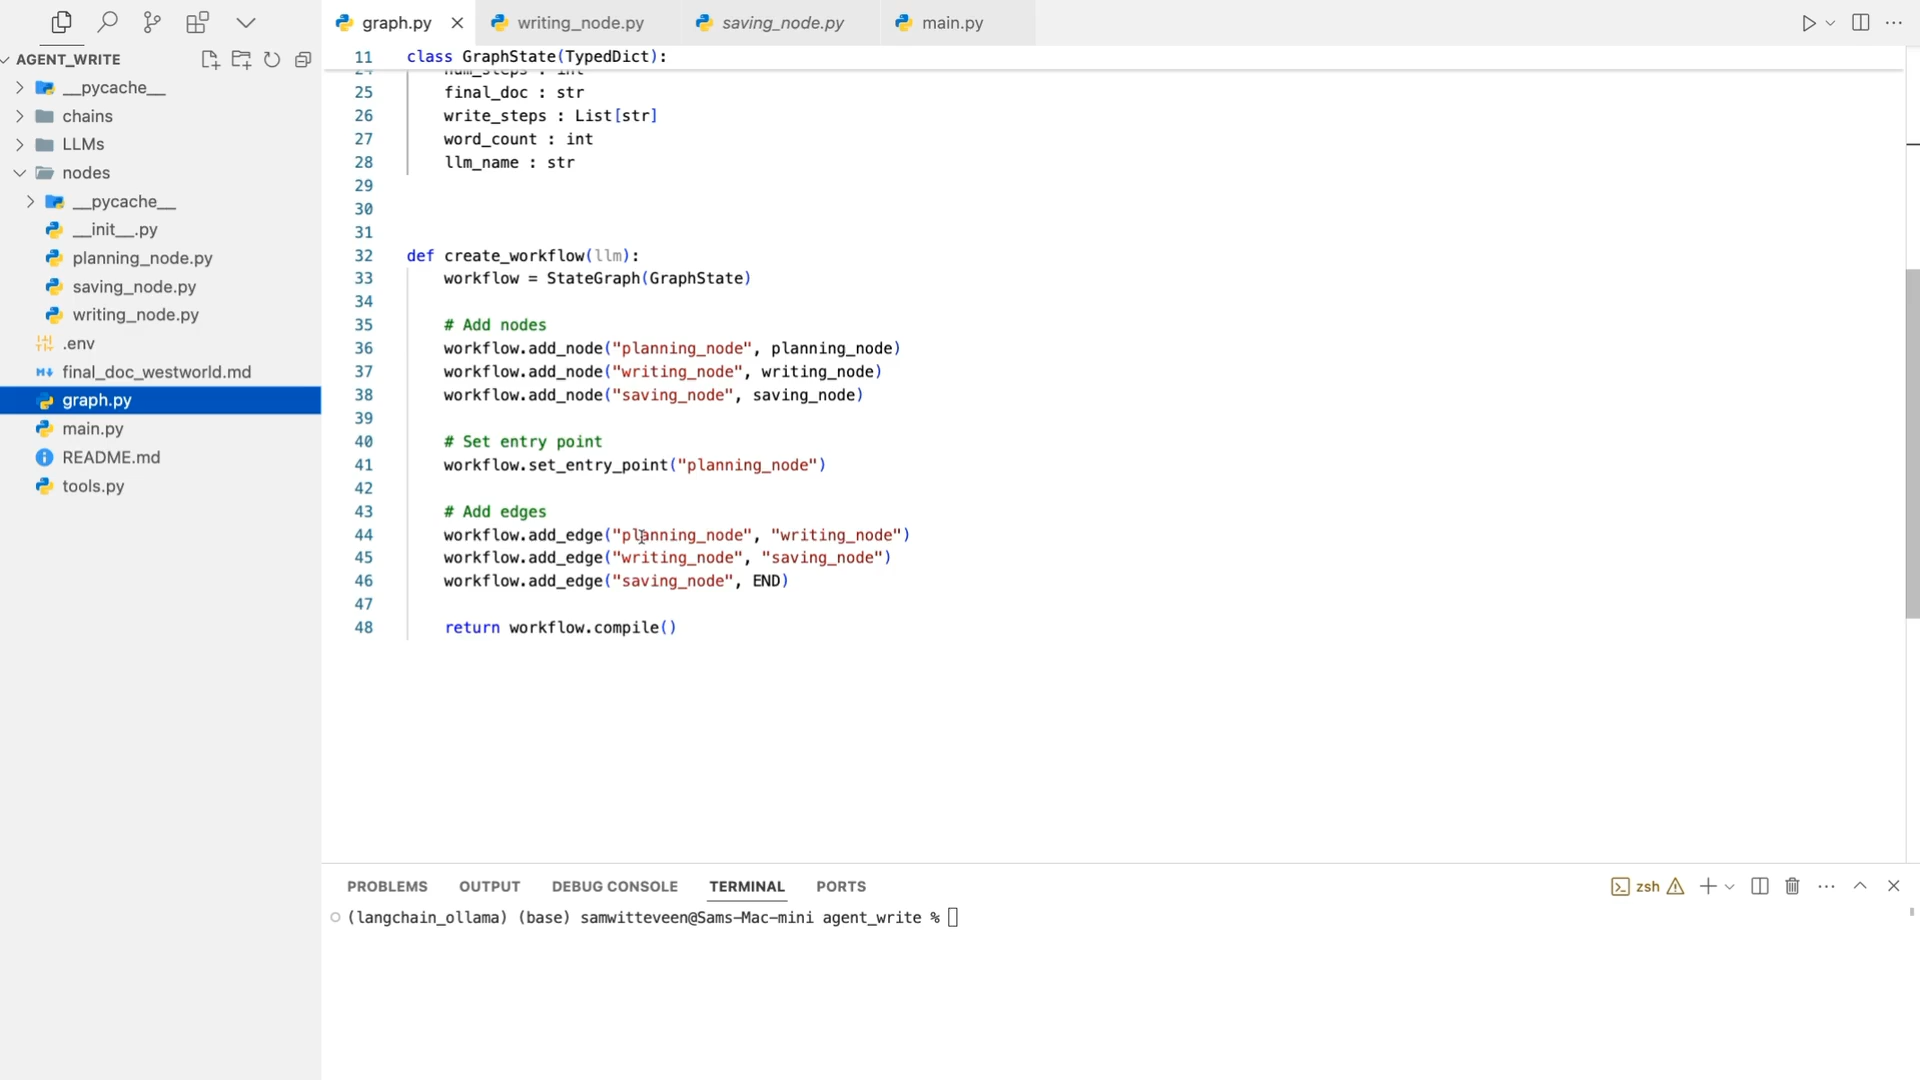 graph.py
writing_node.py
saving_node.py
main.py
AGENT_WRITE
__pycache__
chains
LLMs
nodes
__pycache__
__init__.py
planning_node.py
saving_node.py
writing_node.py
.env
final_doc_westworld.md
graph.py
main.py
README.md
tools.py
11 class GraphState(TypedDict):
24 num_steps : int
25 final_doc : str
26 write_steps : List[str]
27 word_count : int
28 llm_name : str
29
30
31
32 def create_workflow(llm):
33 workflow = StateGraph(GraphState)
34
35 # Add nodes
36 workflow.add_node("planning_node", planning_node)
37 workflow.add_node("writing_node", writing_node)
38 workflow.add_node("saving_node", saving_node)
39
40 # Set entry point
41 workflow.set_entry_point("planning_node")
42
43 # Add edges
44 workflow.add_edge("planning_node", "writing_node")
45 workflow.add_edge("writing_node", "saving_node")
46 workflow.add_edge("saving_node", END)
47
48 return workflow.compile()
PROBLEMS OUTPUT DEBUG CONSOLE TERMINAL PORTS
zsh
(langchain_ollama) (base) samwitteveen@Sams-Mac-mini agent_write %